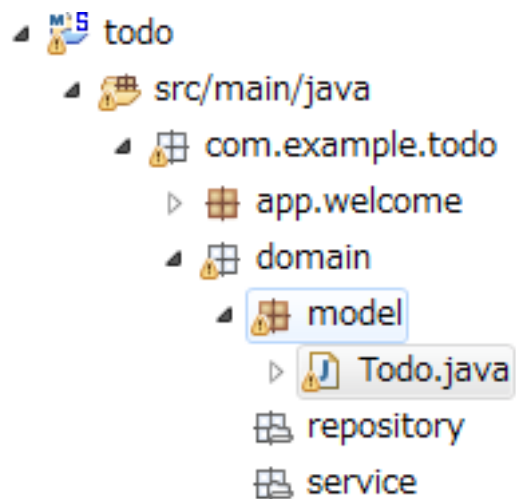 todo
src/main/java
com.example.todo
app.welcome
domain
model
Todo.java
repository
service